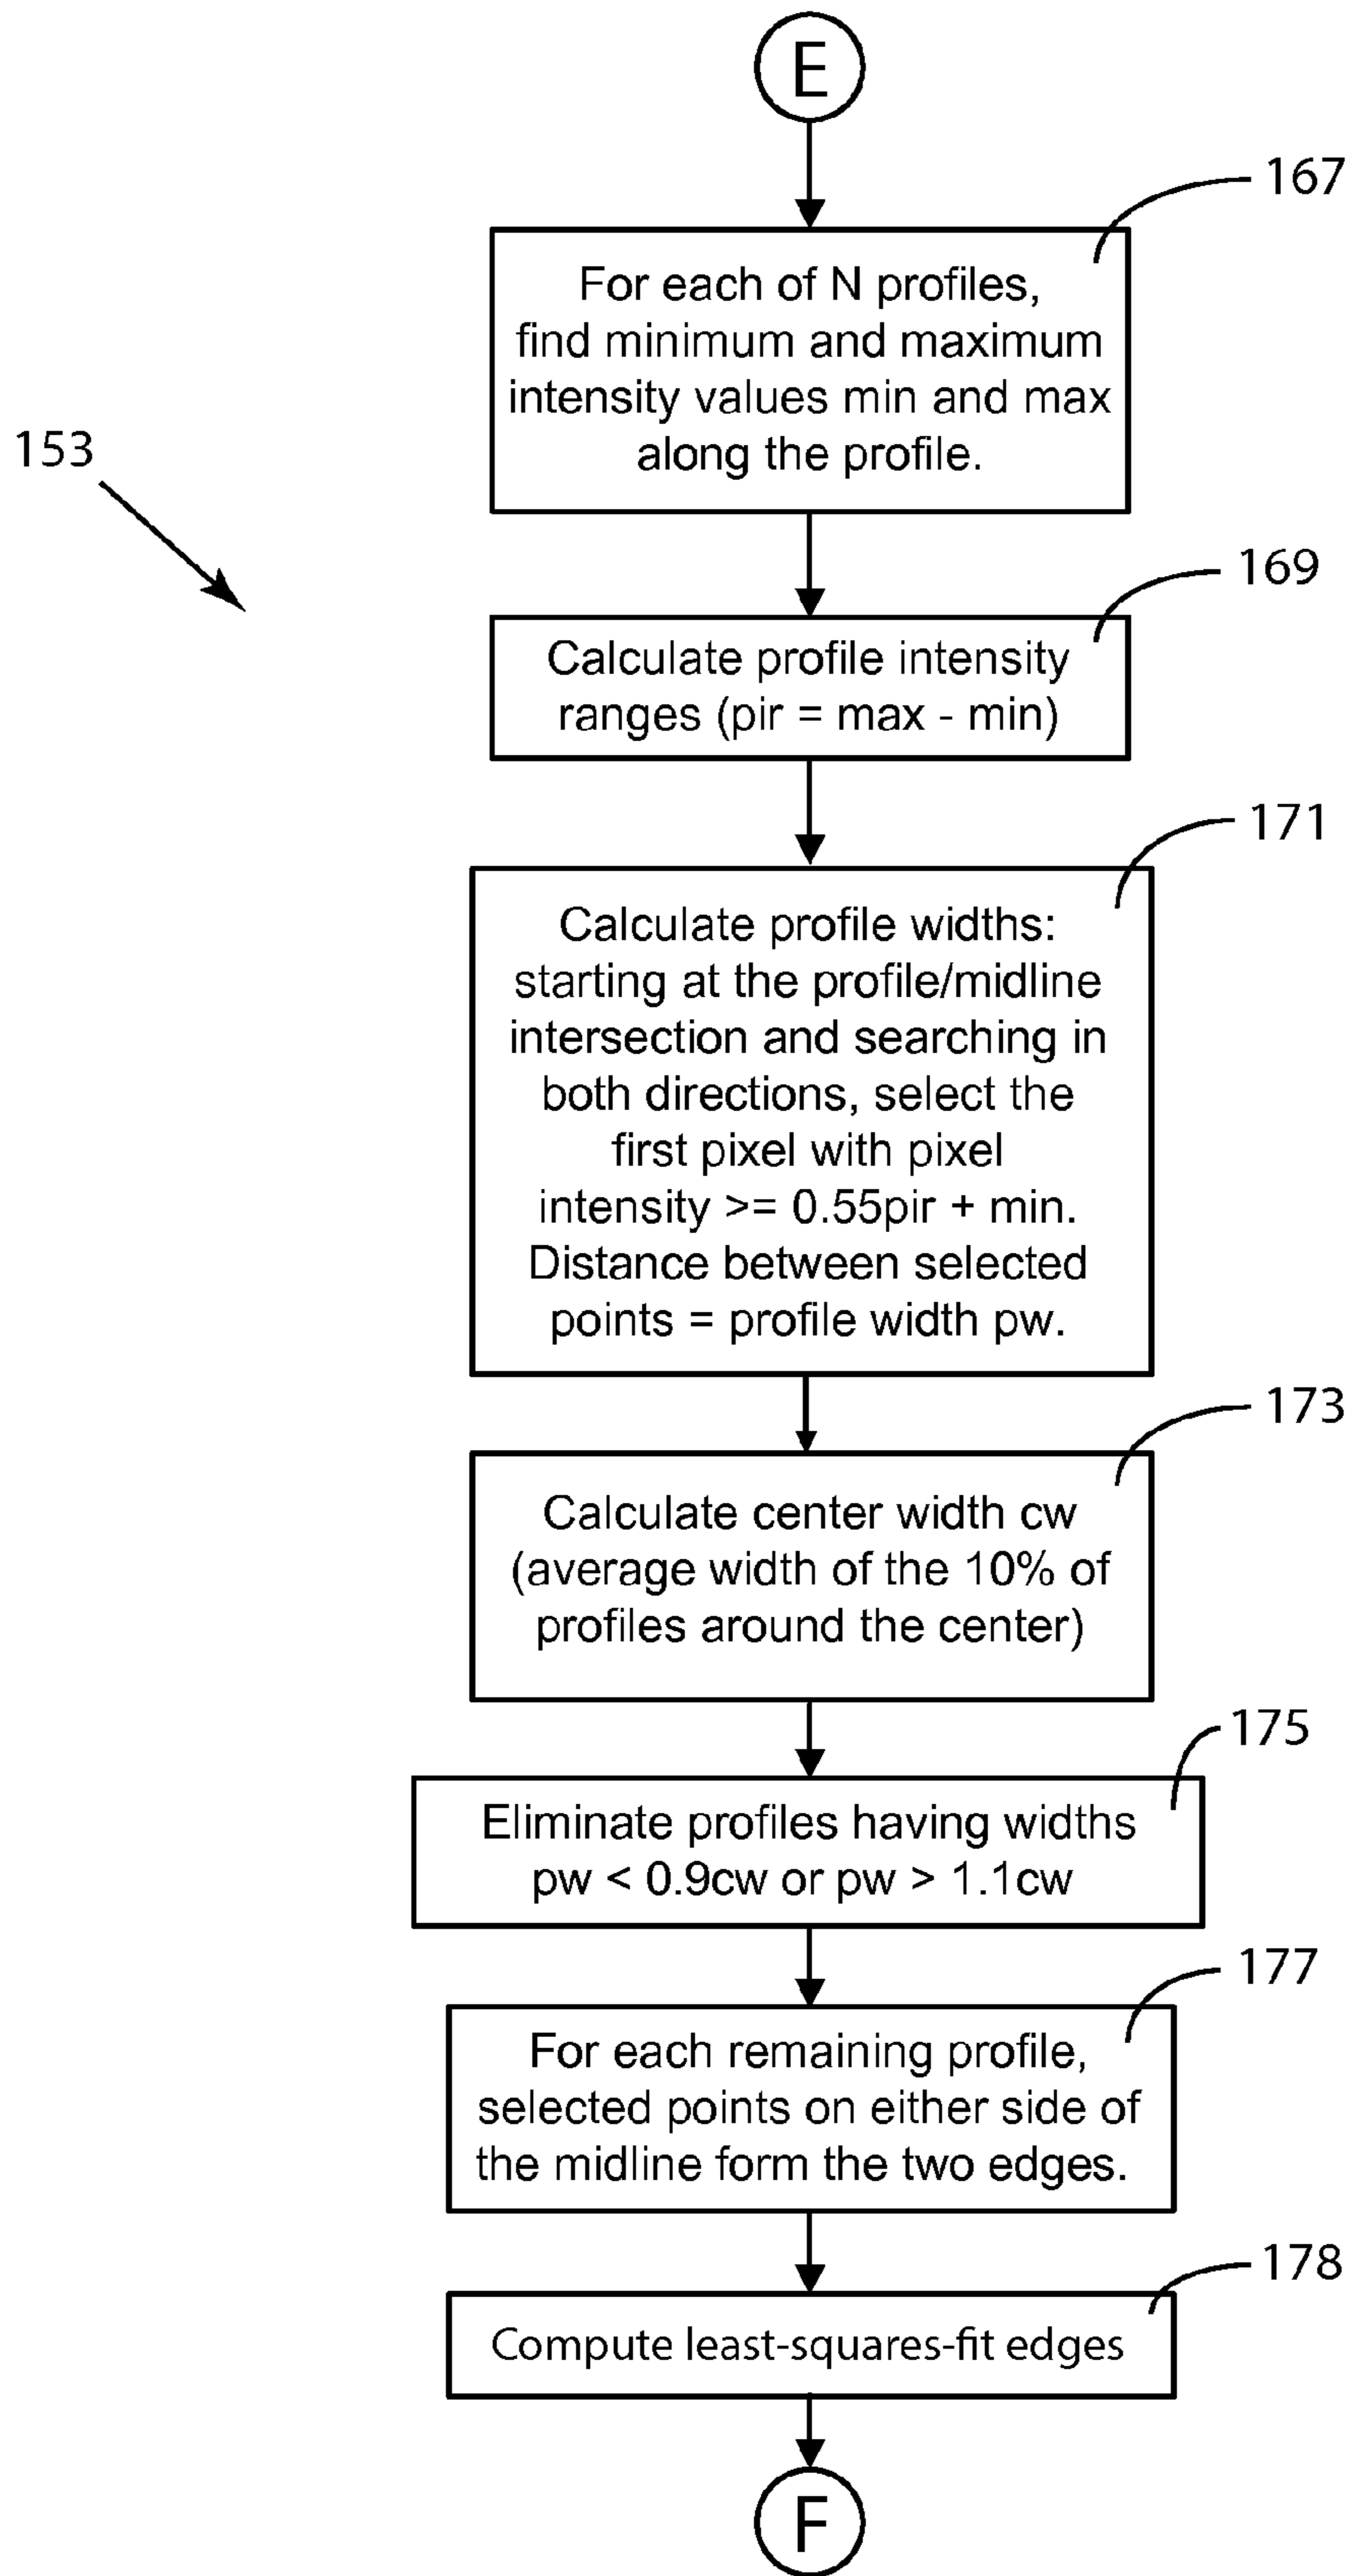 E
167
For each of N profiles,
find minimum and maximum
intensity values min and max
along the profile.
153
169
Calculate profile intensity
ranges (pir = max - min)
171
Calculate profile widths:
starting at the profile/midline
intersection and searching in
both directions, select the
first pixel with pixel
intensity >= 0.55pir + min.
Distance between selected
points = profile width pw.
173
Calculate center width cw
(average width of the 10% of
profiles around the center)
175
Eliminate profiles having widths
pw < 0.9cw or pw > 1.1cw
177
For each remaining profile,
selected points on either side of
the midline form the two edges.
178
Compute least-squares-fit edges
F